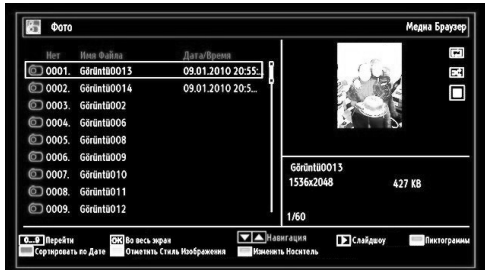 Фото Медиа Браузер
Нет Имя Файла Дата/Время
0001. Görüntü0013 09.01.2010 20:55:..
0002. Görüntü0014 09.01.2010 20:5...
0003. Görüntü002
0004. Görüntü006
0005. Görüntü008
0006. Görüntü009
0007. Görüntü010
0008. Görüntü011
0009. Görüntü012
Görüntü0013
1536x2048 427 KB
1/60
0...9 Перейти OK Во весь экран Навигация Слайдшоу Пиктограммы
Сортировать по Дате Отметить Стиль Изображения Изменить Носитель